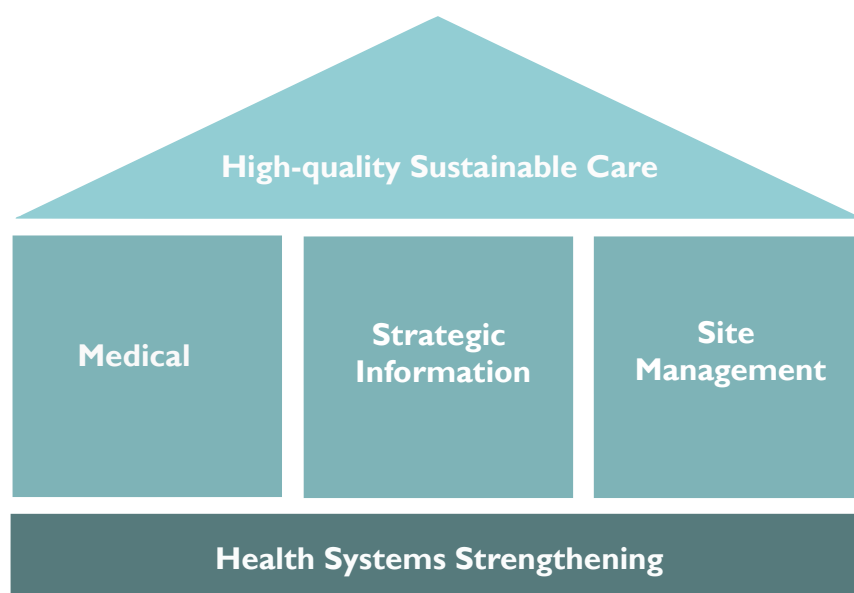 High-quality Sustainable Care
Medical
Strategic
Information
Site
Management
Health Systems Strengthening